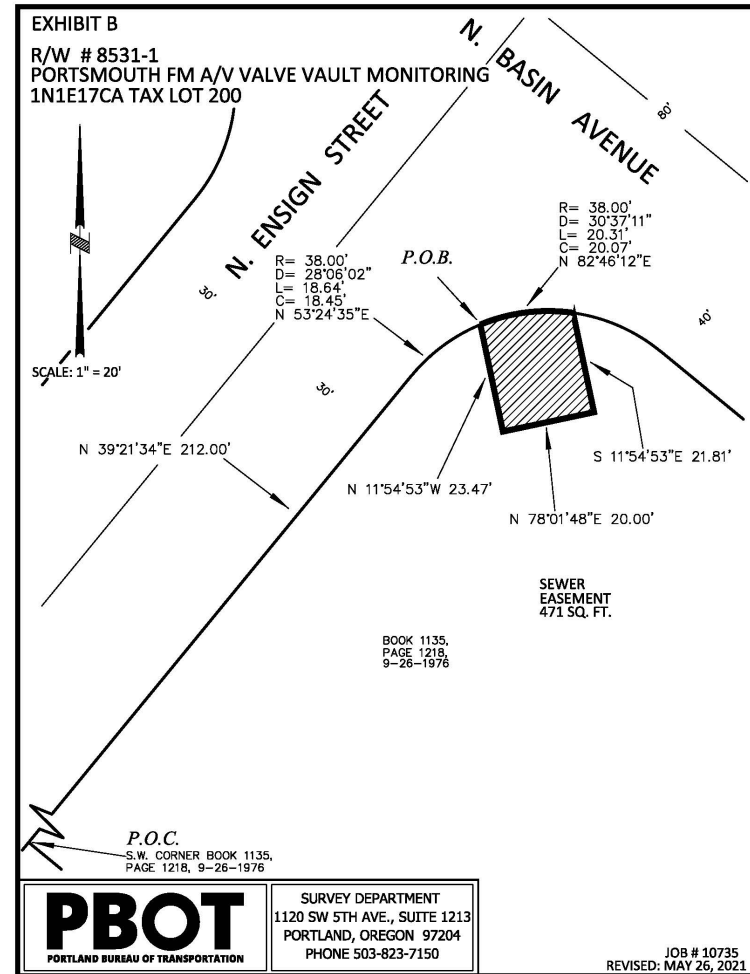 EXHIBIT B
R/W # 8531-1
PORTSMOUTH FM A/V VALVE VAULT MONITORING
1N1E17CA TAX LOT 200
N. BASIN AVENUE
80'
N. ENSIGN STREET
R= 38.00'
D= 30°37'11"
L= 20.31'
C= 20.07'
N 82°46'12"E
P.O.B.
R= 38.00'
D= 28°06'02"
L= 18.64'
C= 18.45'
N 53°24'35"E
30'
40'
SCALE: 1" = 20'
30'
N 39°21'34"E 212.00'
S 11°54'53"E 21.81'
N 11°54'53"W 23.47'
N 78°01'48"E 20.00'
SEWER
EASEMENT
471 SQ. FT.
BOOK 1135,
PAGE 1218,
9-26-1976
P.O.C.
S.W. CORNER BOOK 1135,
PAGE 1218, 9-26-1976
PBOT
PORTLAND BUREAU OF TRANSPORTATION
SURVEY DEPARTMENT
1120 SW 5TH AVE., SUITE 1213
PORTLAND, OREGON 97204
PHONE 503-823-7150
JOB # 10735
REVISED: MAY 26, 2021